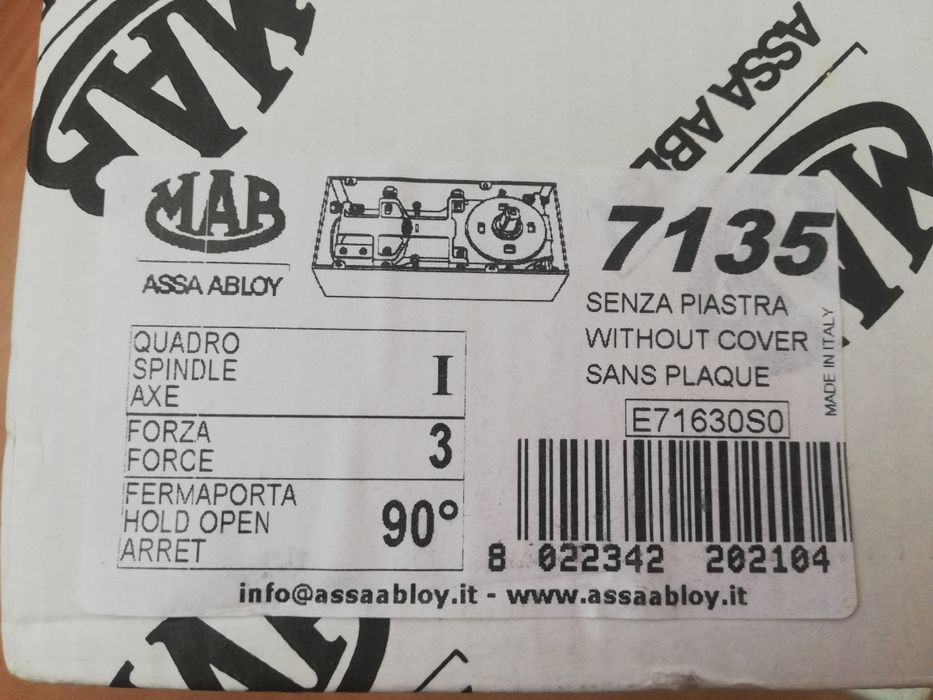 MAB
ASSA ABL
MAB
ASSA ABLOY
7135
SENZA PIASTRA
WITHOUT COVER
SANS PLAQUE
MADE IN ITALY
QUADRO
SPINDLE
AXE
I
FORZA
FORCE
3
FERMAPORTA
HOLD OPEN
ARRET
90°
E71630S0
8 022342 202104
info@assaabloy.it - www.assaabloy.it